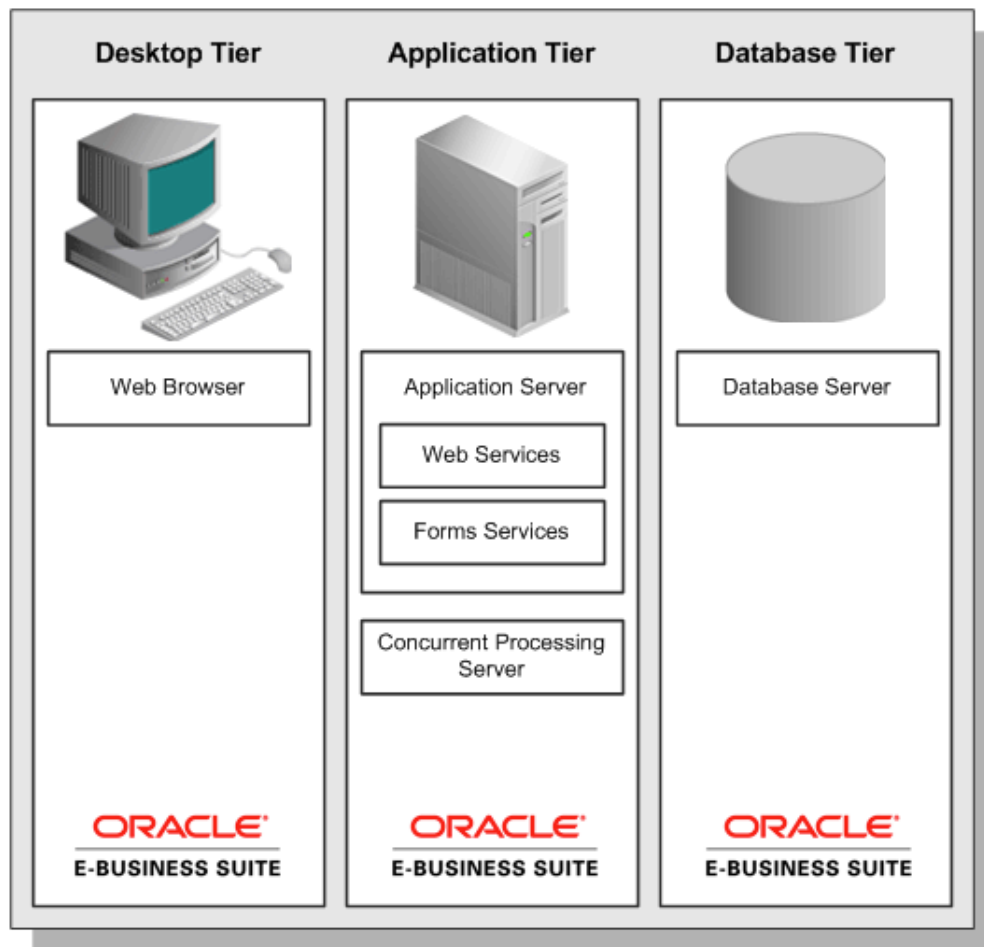 Desktop Tier
Application Tier
Database Tier
Web Browser
Application Server
Web Services
Forms Services
Concurrent Processing
Server
Database Server
ORACLE®
E-BUSINESS SUITE
ORACLE®
E-BUSINESS SUITE
ORACLE®
E-BUSINESS SUITE